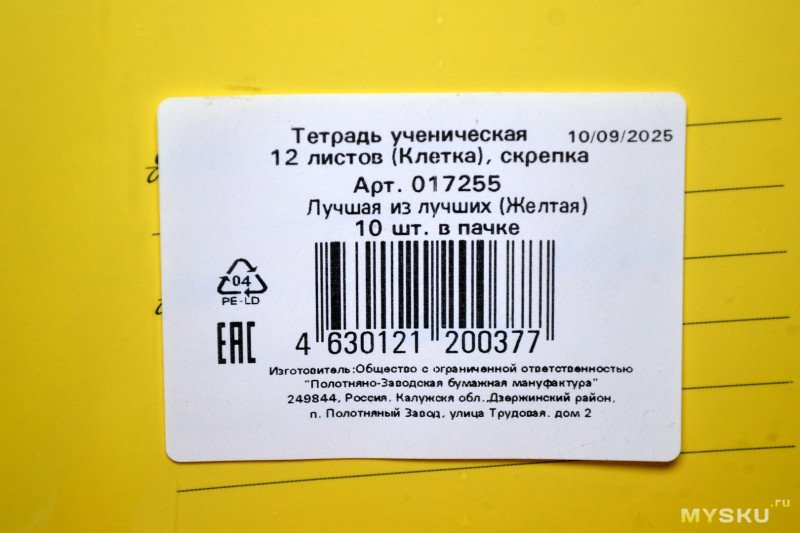 Тетрадь ученическая 10/09/2025
12 листов (Клетка), скрепка
Арт. 017255
Лучшая из лучших (Желтая)
10 шт. в пачке
04
PE-LD
EAC
4 630121 200377
Изготовитель:Общество с ограниченной ответственностью
"Полотняно-Заводская бумажная мануфактура"
249844, Россия. Калужскя обл.,Дзержинский район,
п. Полотняный Завод, улица Трудовая. дом 2
MYSKU.ru